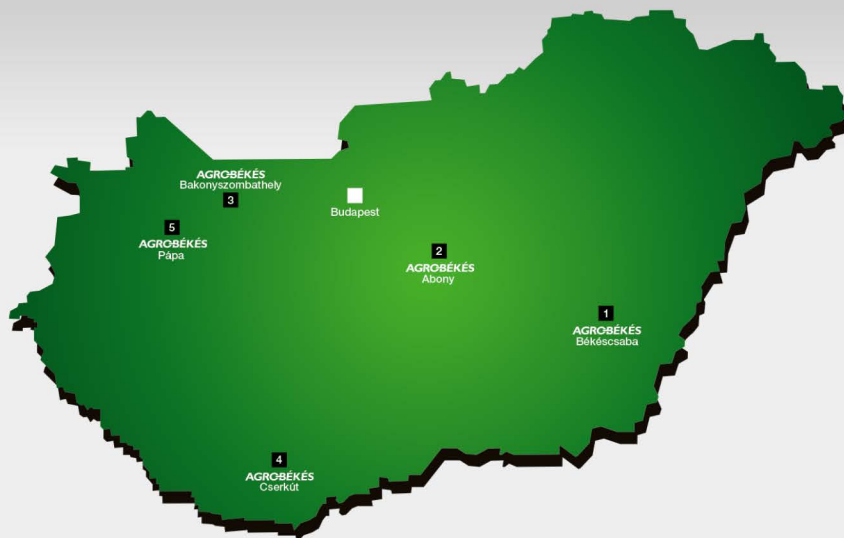 AGROBÉKÉS
Bakonyszombathely
3
Budapest
5
AGROBÉKÉS
Pápa
2
AGROBÉKÉS
Abony
1
AGROBÉKÉS
Békéscsaba
4
AGROBÉKÉS
Cserkút